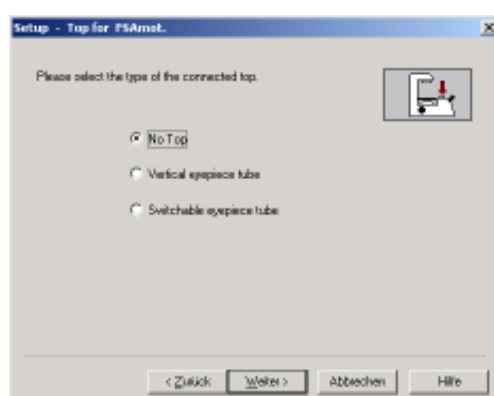 Setup - Top for PSAmot.
Please select the type of the connected top.
No Top
Vertical eyepiece tube
Switchable eyepiece tube
< Zurück
Weiter >
Abbrechen
Hilfe